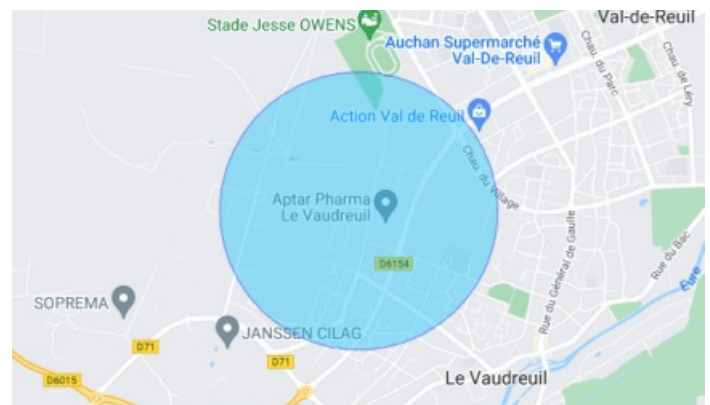 Val-de-Reuil
Stade Jesse OWENS
Auchan Supermarché
Val-De-Reuil
Chau. du Parc
Chau. de Léry
Action Val de Reuil
Chau. du Village
Aptar Pharma
Le Vaudreuil
Rue du Général de Gaulle
Rue du Bac
D6154
Eure
SOPREMA
JANSSEN CILAG
D71
D71
D6015
Le Vaudreuil